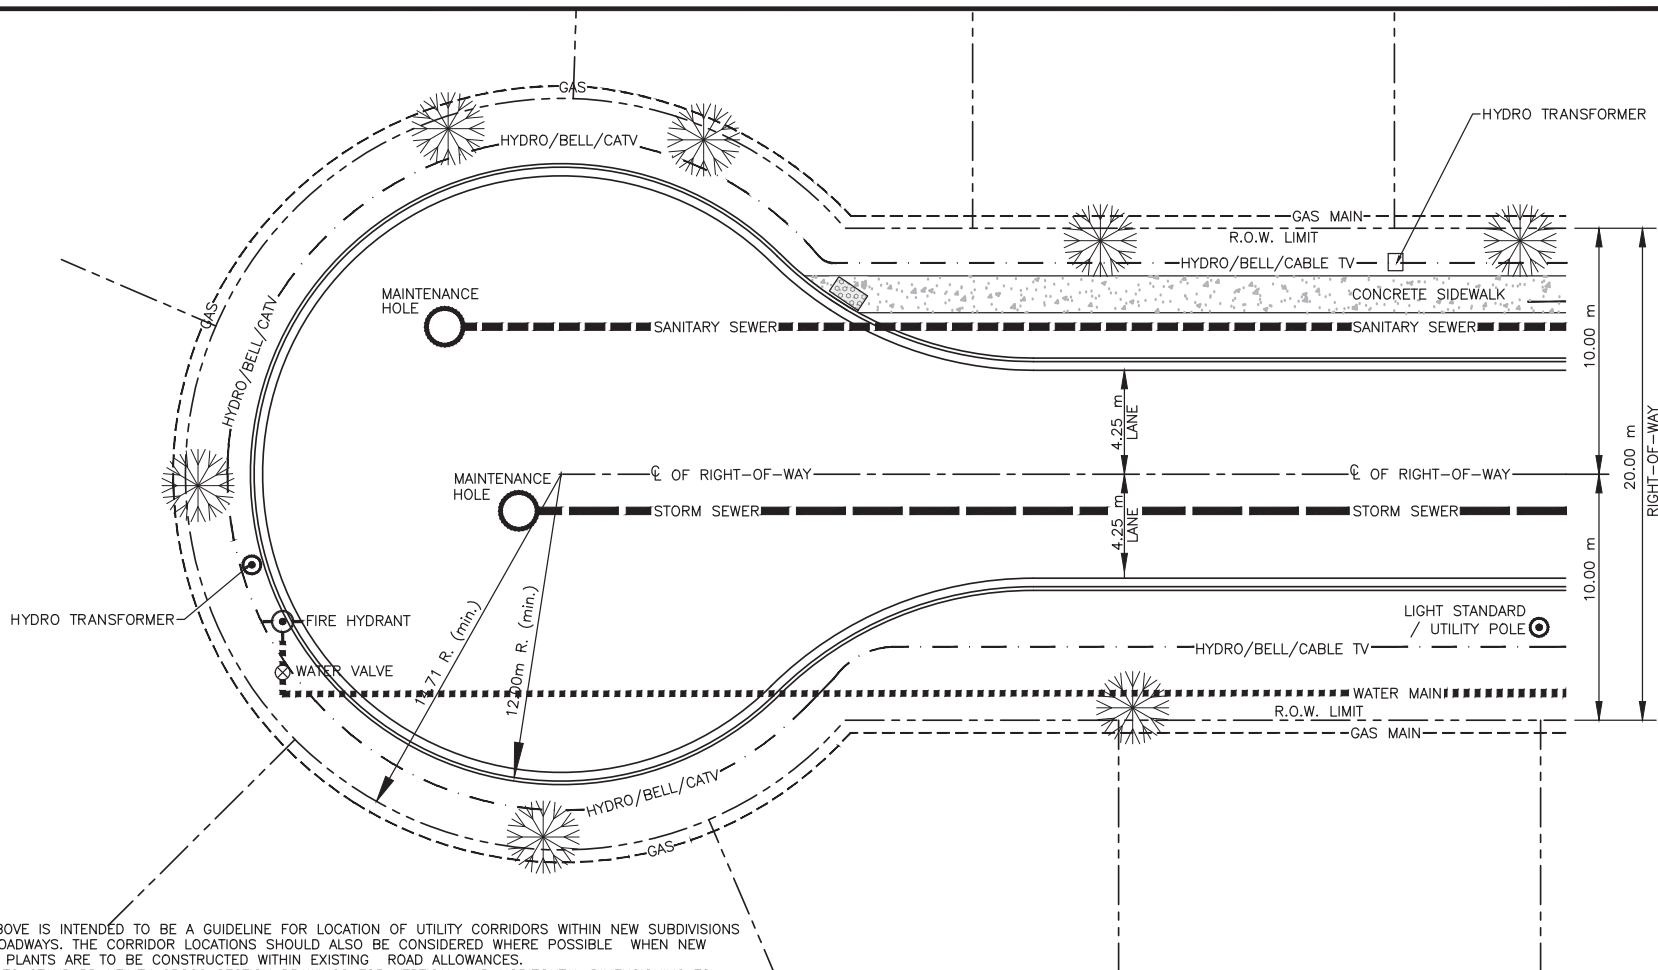 GAS
HYDRO/BELL/CATV
HYDRO TRANSFORMER
GAS MAIN
R.O.W. LIMIT
HYDRO/BELL/CABLE TV
CONCRETE SIDEWALK
MAINTENANCE
HOLE
SANITARY SEWER
SANITARY SEWER
GAS
HYDRO/BELL/CATV
10.00 m
4.25 m
LANE
20.00 m
RIGHT-OF-WAY
℄ OF RIGHT-OF-WAY
℄ OF RIGHT-OF-WAY
MAINTENANCE
HOLE
STORM SEWER
STORM SEWER
4.25 m
LANE
10.00 m
HYDRO TRANSFORMER
FIRE HYDRANT
WATER VALVE
R. (min.)
12.00m R. (min.)
LIGHT STANDARD
/ UTILITY POLE
HYDRO/BELL/CABLE TV
WATER MAIN
R.O.W. LIMIT
GAS MAIN
HYDRO/BELL/CATV
GAS
IS INTENDED TO BE A GUIDELINE FOR LOCATION OF UTILITY CORRIDORS WITHIN NEW SUBDIVISIONS
THE CORRIDOR LOCATIONS SHOULD ALSO BE CONSIDERED WHERE POSSIBLE WHEN NEW
PLANTS ARE TO BE CONSTRUCTED WITHIN EXISTING ROAD ALLOWANCES.